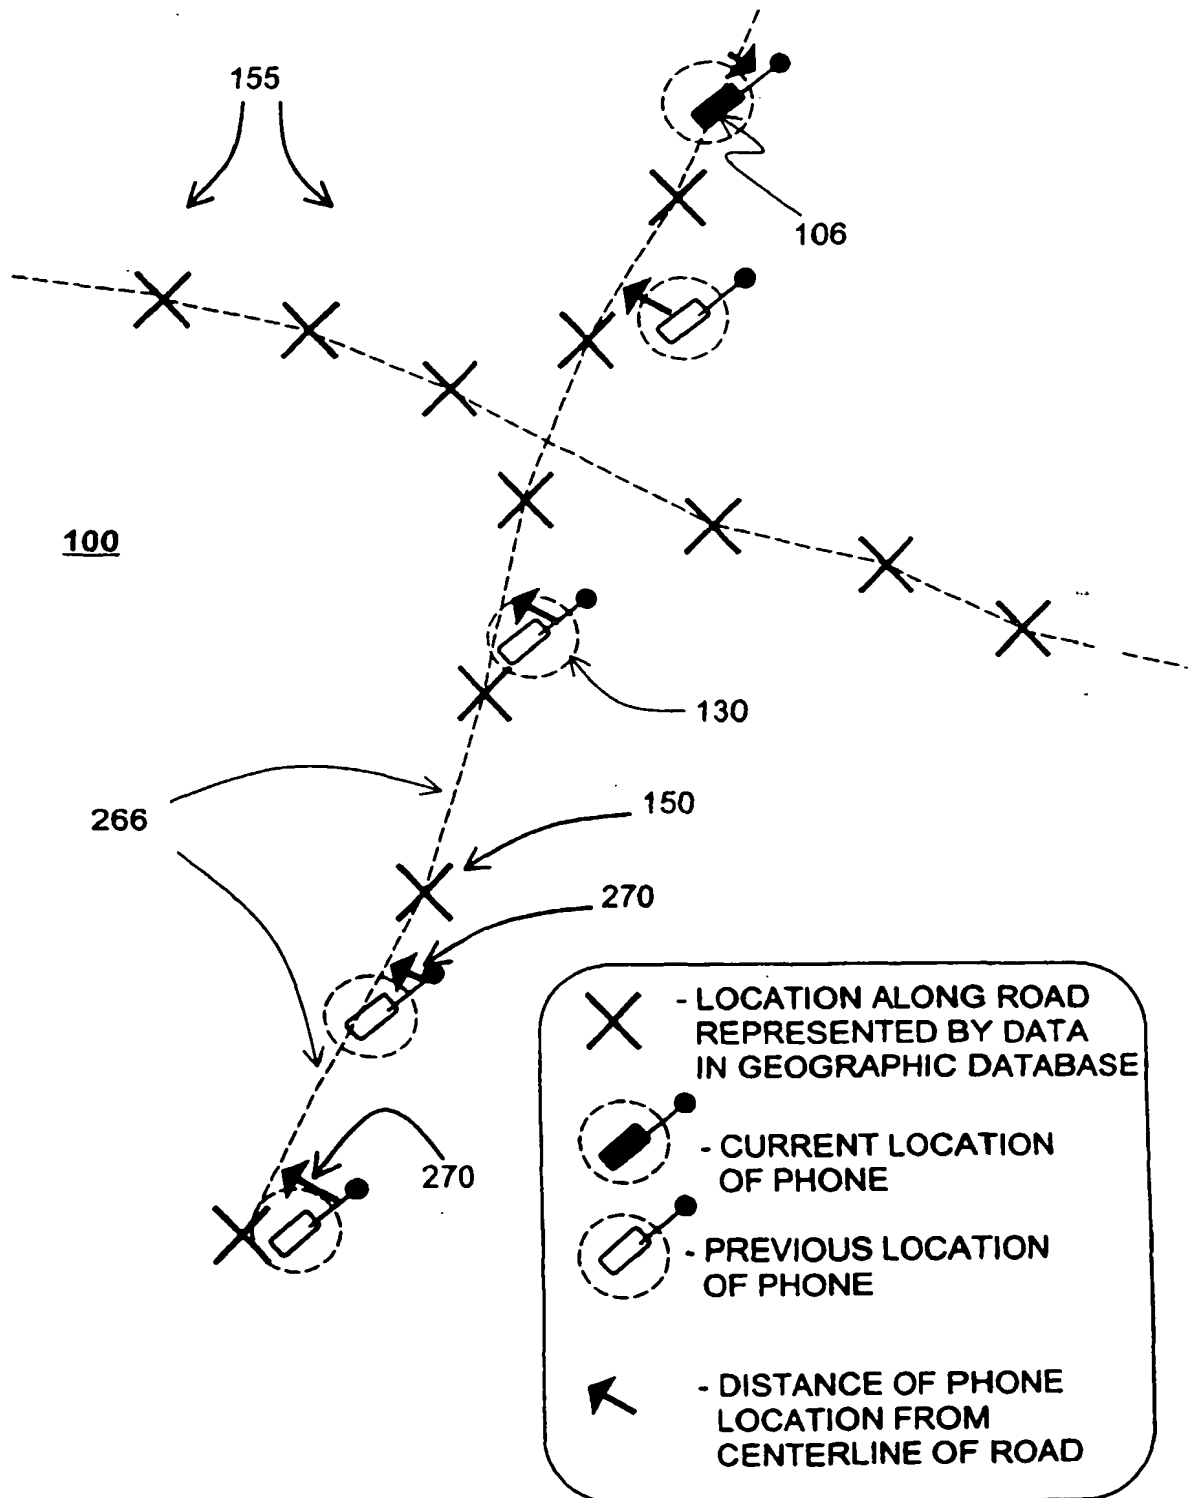 155
106
100
130
266
150
270
270
- LOCATION ALONG ROAD
REPRESENTED BY DATA
IN GEOGRAPHIC DATABASE
- CURRENT LOCATION
OF PHONE
- PREVIOUS LOCATION
OF PHONE
- DISTANCE OF PHONE
LOCATION FROM
CENTERLINE OF ROAD